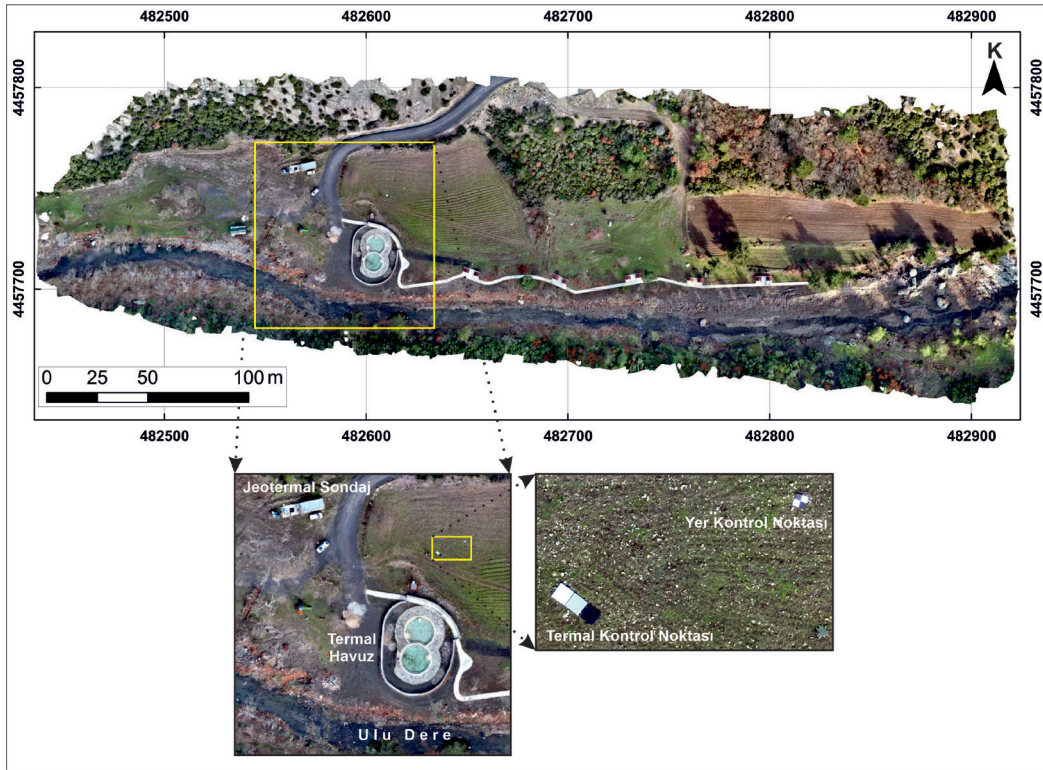 482500 482600 482700 482800 482900
K
4457800 4457800
4457700 4457700
0 25 50 100 m
482500 482600 482700 482800 482900
Jeotermal Sondaj
Termal
Havuz
Ulu Dere
Yer Kontrol Noktası
Termal Kontrol Noktası